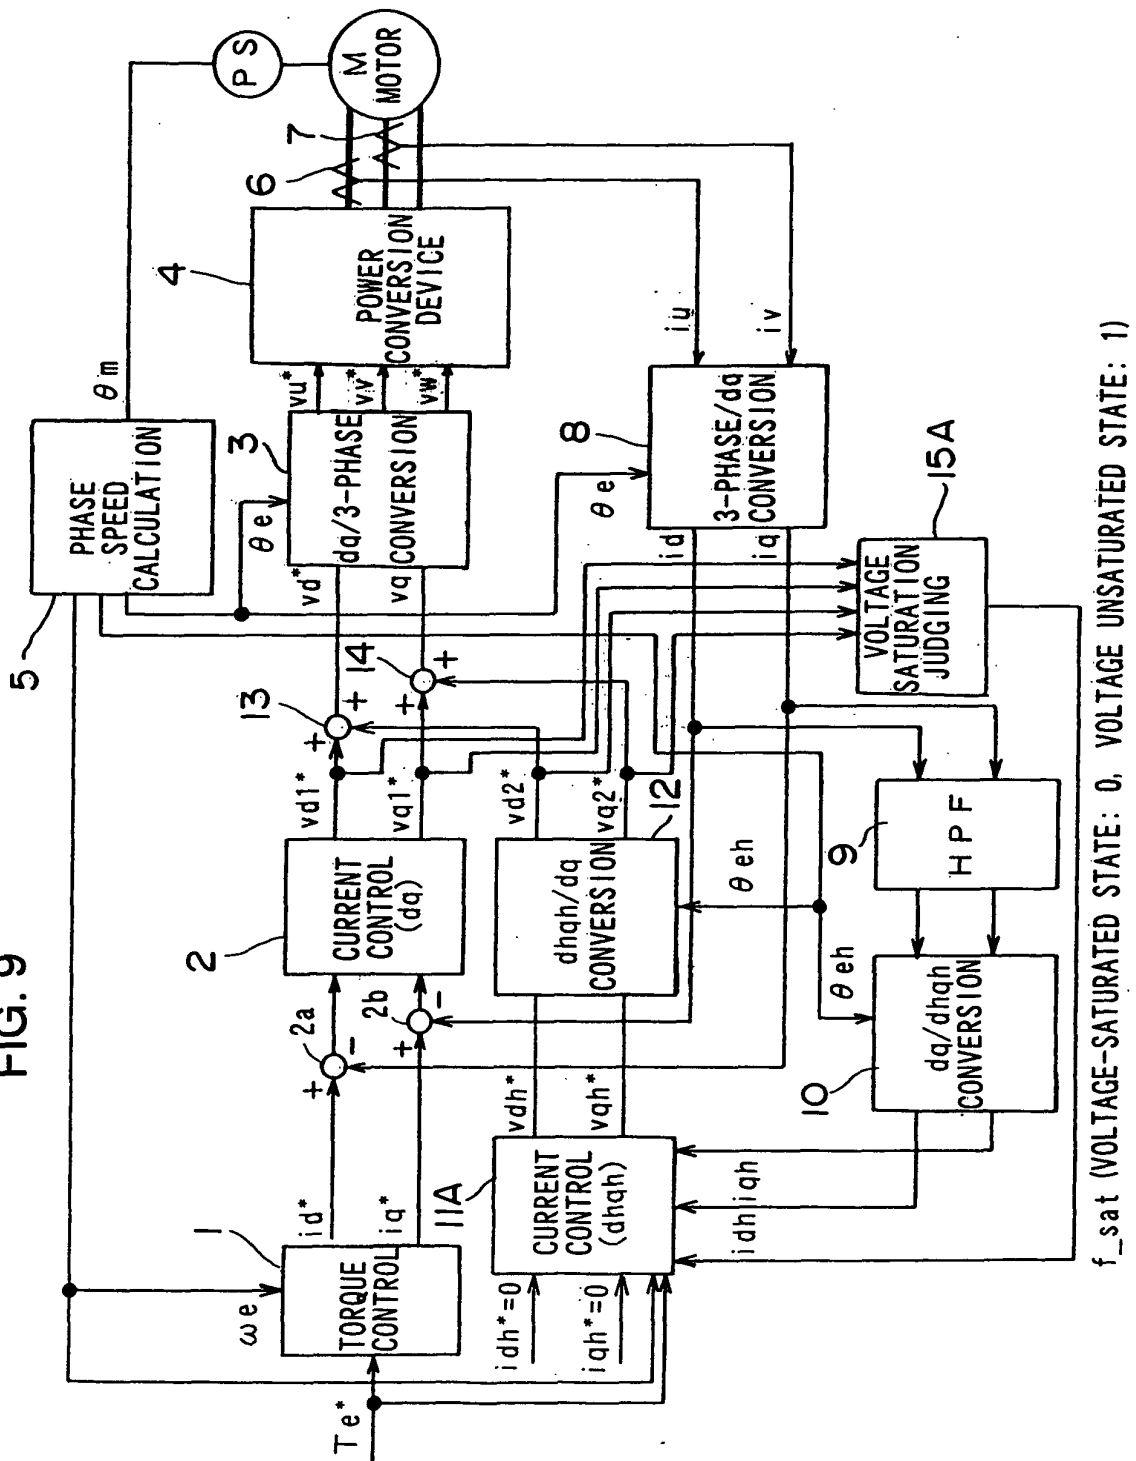 FIG. 9
5
PHASE
SPEED
CALCULATION
θm
PS
M
MOTOR
6
7
4
POWER
CONVERSION
DEVICE
vu*
vv*
vw*
3
dq/3-PHASE
CONVERSION
θe
vd*
vq*
13
14
+
+
+
+
vd1*
vq1*
2
CURRENT
CONTROL
(dq)
2a
2b
+
-
+
-
id*
iq*
1
TORQUE
CONTROL
ωe
Te*
11A
CURRENT
CONTROL
(dhqh)
idh*=0
iqh*=0
vdh*
vqh*
12
dhqh/dq
CONVERSION
vd2*
vq2*
θeh
8
3-PHASE/dq
CONVERSION
θe
iu
iv
id
iq
15A
VOLTAGE
SATURATION
JUDGING
9
HPF
10
dq/dhqh
CONVERSION
θeh
idh
iqh
f_sat (VOLTAGE-SATURATED STATE: 0, VOLTAGE UNSATURATED STATE: 1)